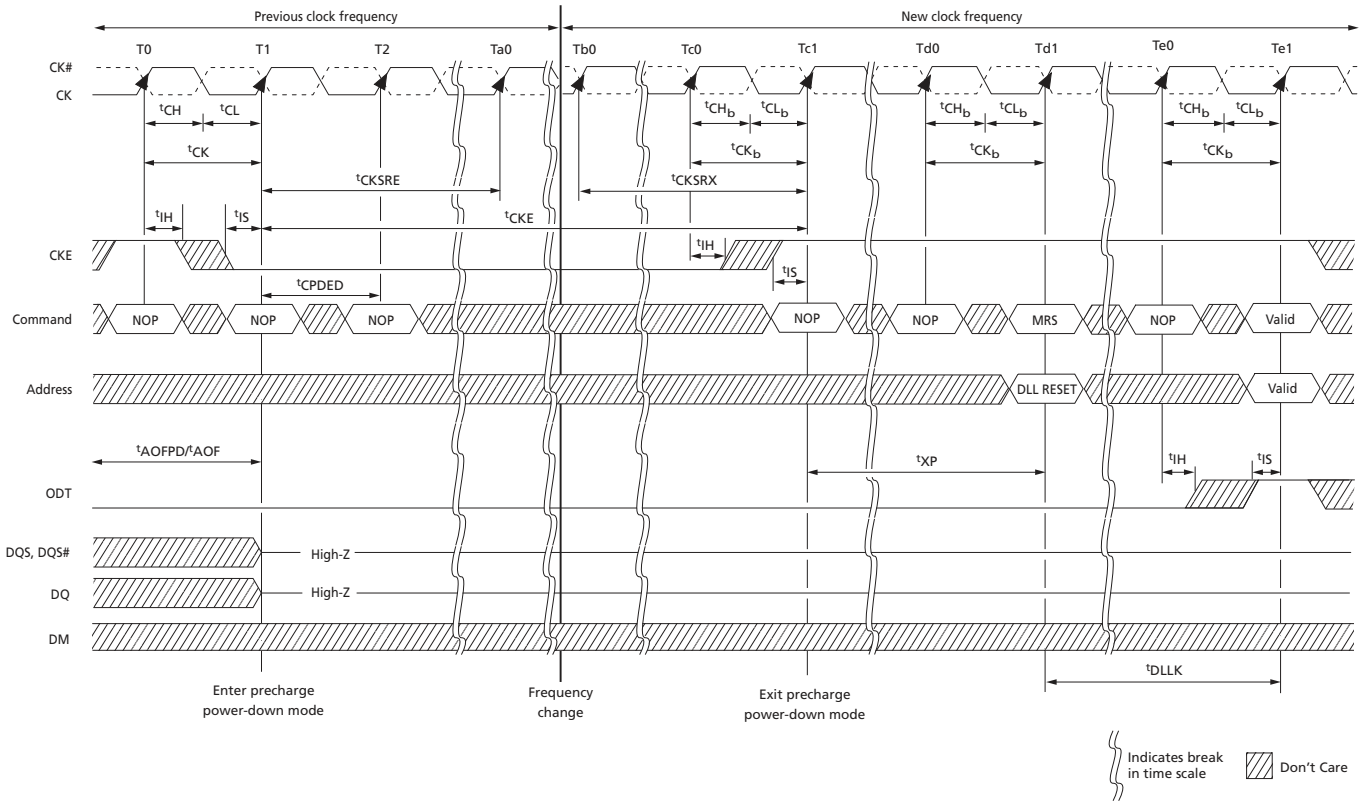 Previous clock frequency New clock frequency
T0 T1 T2 Ta0 Tb0 Tc0 Tc1 Td0 Td1 Te0 Te1
CK#
CK
tCH tCL tCHb tCLb tCHb tCLb tCHb tCLb
tCK tCKb tCKb tCKb
tCKSRE tCKSRX
tIH tIS tCKE
CKE tIH
tIS
tCPDED
Command NOP NOP NOP NOP NOP MRS NOP Valid
Address DLL RESET Valid
tAOFPD/tAOF tXP tIH tIS
ODT
DQS, DQS# High-Z
DQ High-Z
DM
tDLLK
Enter precharge
power-down mode
Frequency
change
Exit precharge
power-down mode
Indicates break
in time scale
Don't Care